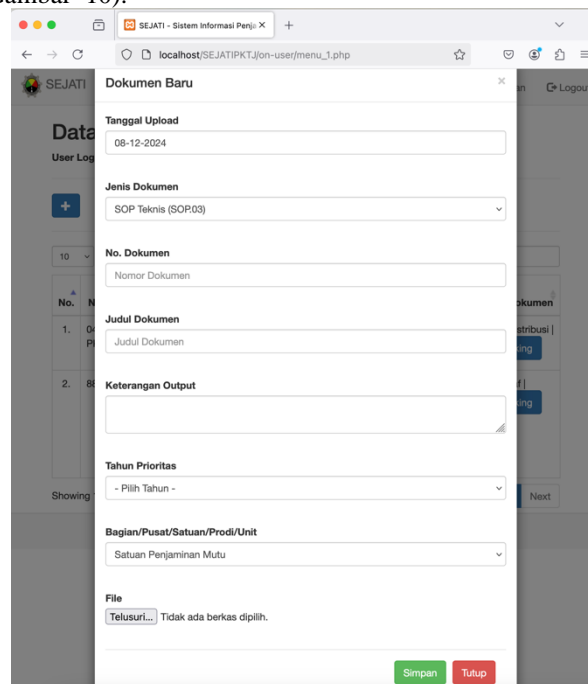 Gambar 10).
SEJATI - Sistem Informasi Penja
localhost/SEJATIPKTJ/on-user/menu_1.php
SEJATI
Dokumen Baru
Logout
Data
User Log
Tanggal Upload
08-12-2024
Jenis Dokumen
SOP Teknis (SOP.03)
10
No. Dokumen
Nomor Dokumen
No.
Judul Dokumen
Judul Dokumen
1.
stribusi |
2.
Keterangan Output
Tahun Prioritas
- Pilih Tahun -
Showing
Next
Bagian/Pusat/Satuan/Prodi/Unit
Satuan Penjaminan Mutu
File
Telusuri... Tidak ada berkas dipilih.
Simpan Tutup